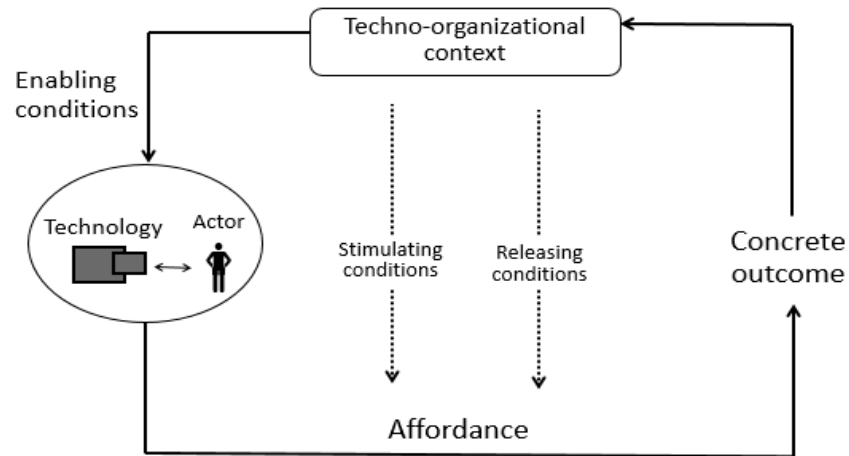 Techno-organizational
context
Enabling
conditions
Technology
Actor
Stimulating
conditions
Releasing
conditions
Concrete
outcome
Affordance